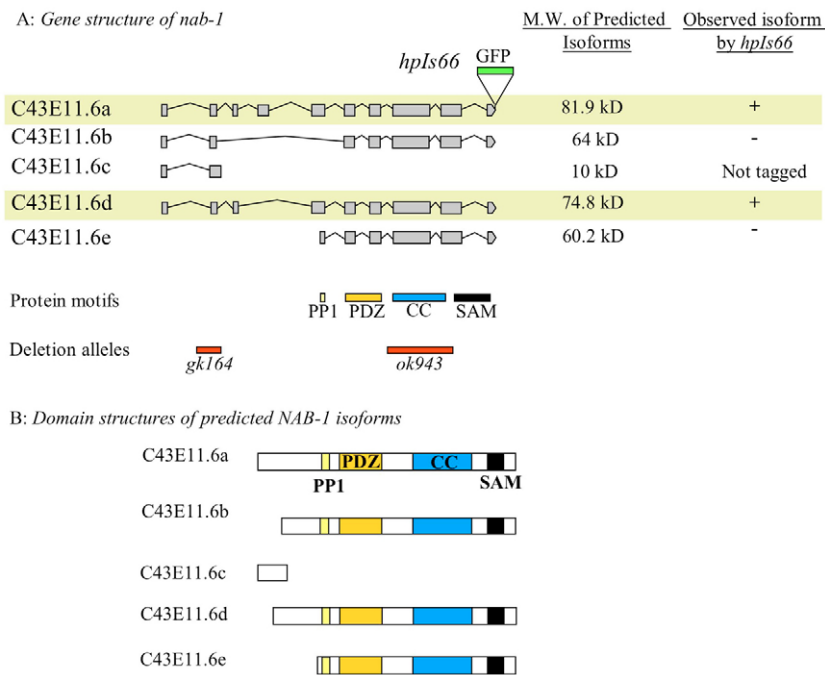 A: Gene structure of nab-1
M.W. of Predicted Isoforms
Observed isoform by hpIs66
hpIs66 GFP
C43E11.6a 81.9 kD +
C43E11.6b 64 kD -
C43E11.6c 10 kD Not tagged
C43E11.6d 74.8 kD +
C43E11.6e 60.2 kD -
Protein motifs
PP1 PDZ CC SAM
Deletion alleles
gk164 ok943
B: Domain structures of predicted NAB-1 isoforms
C43E11.6a PDZ CC
PP1 SAM
C43E11.6b
C43E11.6c
C43E11.6d
C43E11.6e